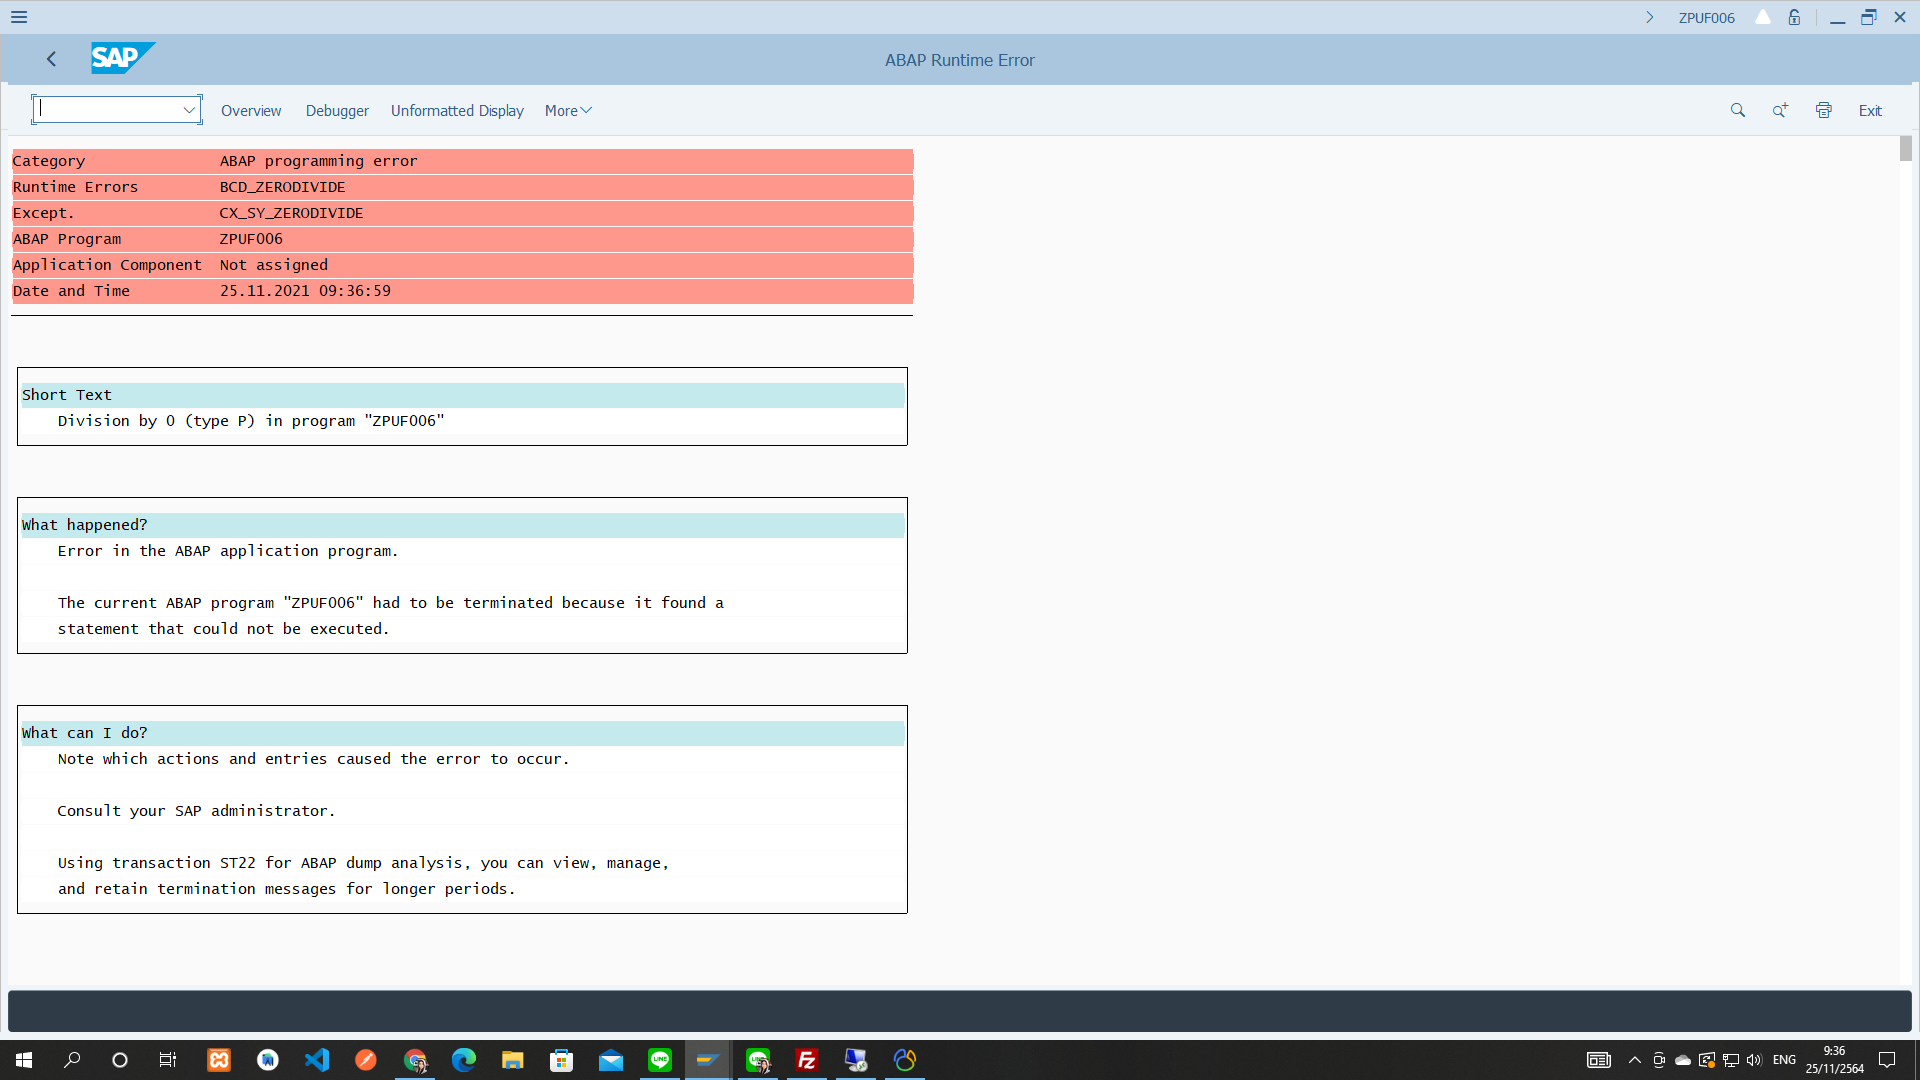 ZPUF006
SAP
ABAP Runtime Error
Overview Debugger Unformatted Display More Exit
Category ABAP programming error
Runtime Errors BCD_ZERODIVIDE
Except. CX_SY_ZERODIVIDE
ABAP Program ZPUF006
Application Component Not assigned
Date and Time 25.11.2021 09:36:59
Short Text
Division by 0 (type P) in program "ZPUF006"
What happened?
Error in the ABAP application program.
The current ABAP program "ZPUF006" had to be terminated because it found a
statement that could not be executed.
What can I do?
Note which actions and entries caused the error to occur.
Consult your SAP administrator.
Using transaction ST22 for ABAP dump analysis, you can view, manage,
and retain termination messages for longer periods.
ENG
9:36
25/11/2564